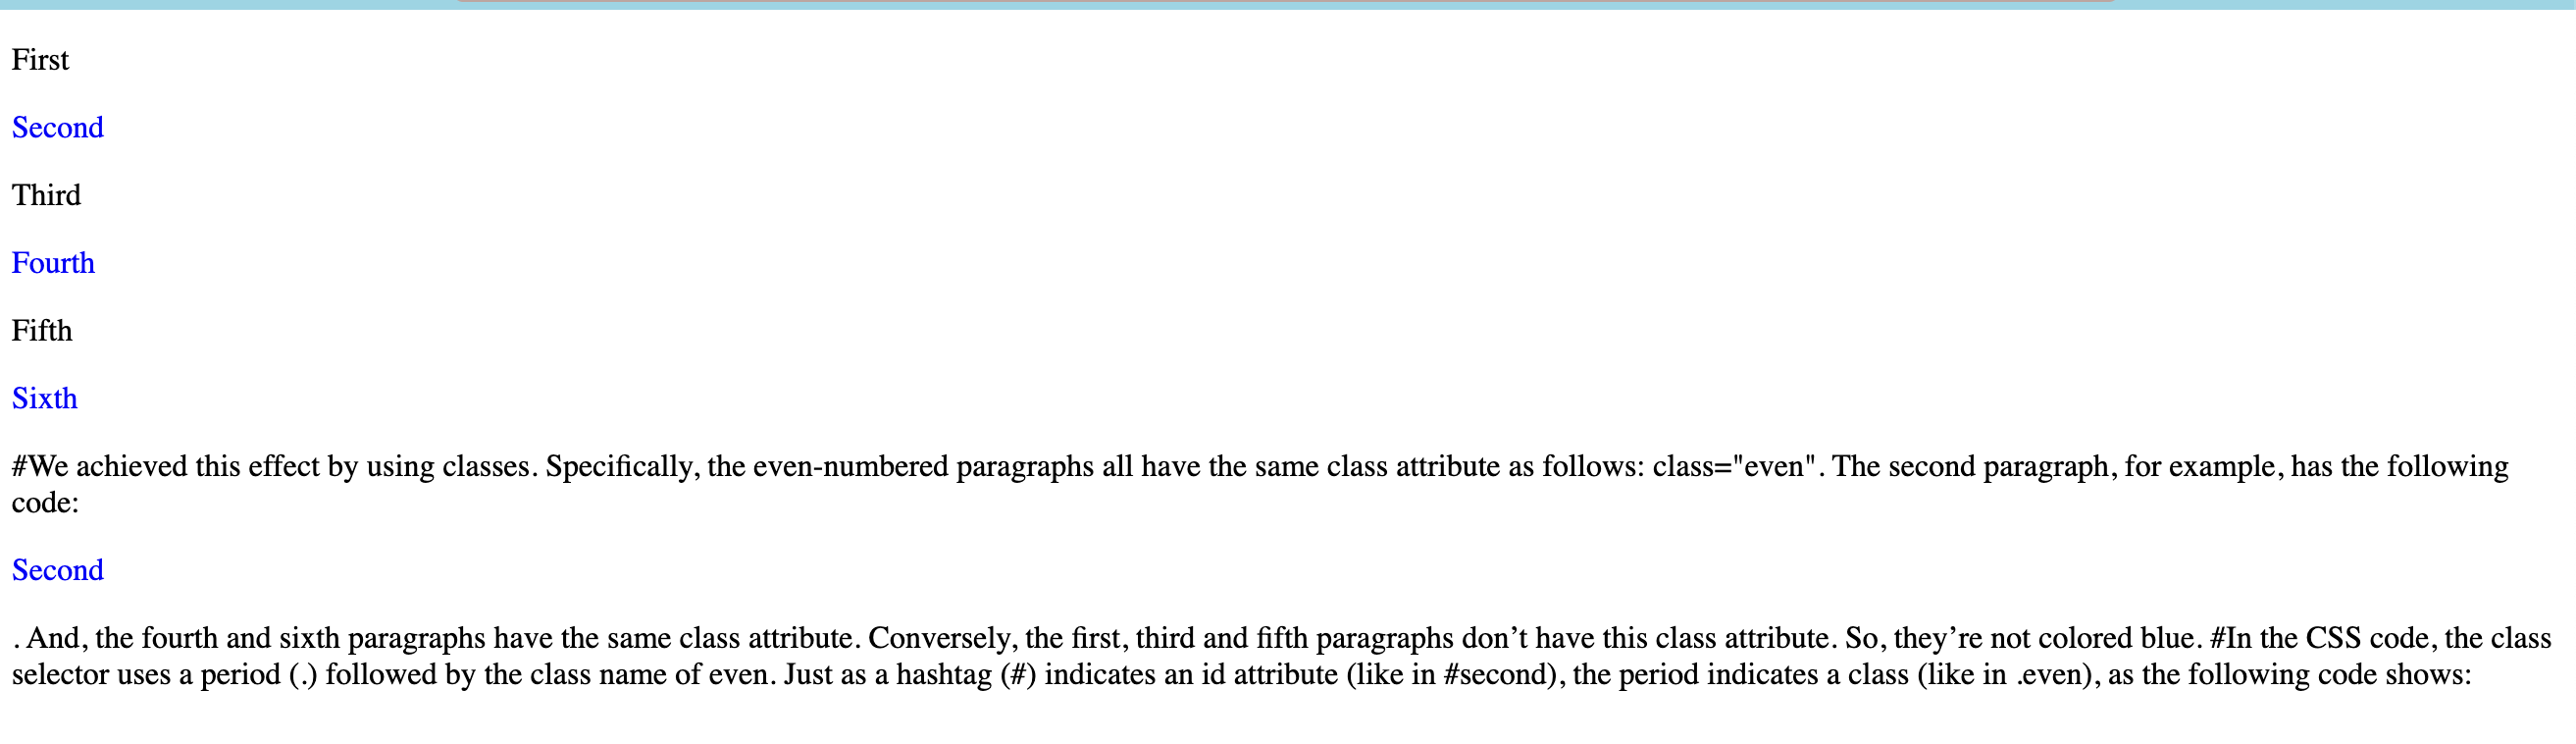 First
Second
Third
Fourth
Fifth
Sixth
#We achieved this effect by using classes. Specifically, the even-numbered paragraphs all have the same class attribute as follows: class="even". The second paragraph, for example, has the following
code:
Second
. And, the fourth and sixth paragraphs have the same class attribute. Conversely, the first, third and fifth paragraphs don’t have this class attribute. So, they’re not colored blue. #In the CSS code, the class
selector uses a period (.) followed by the class name of even. Just as a hashtag (#) indicates an id attribute (like in #second), the period indicates a class (like in .even), as the following code shows: